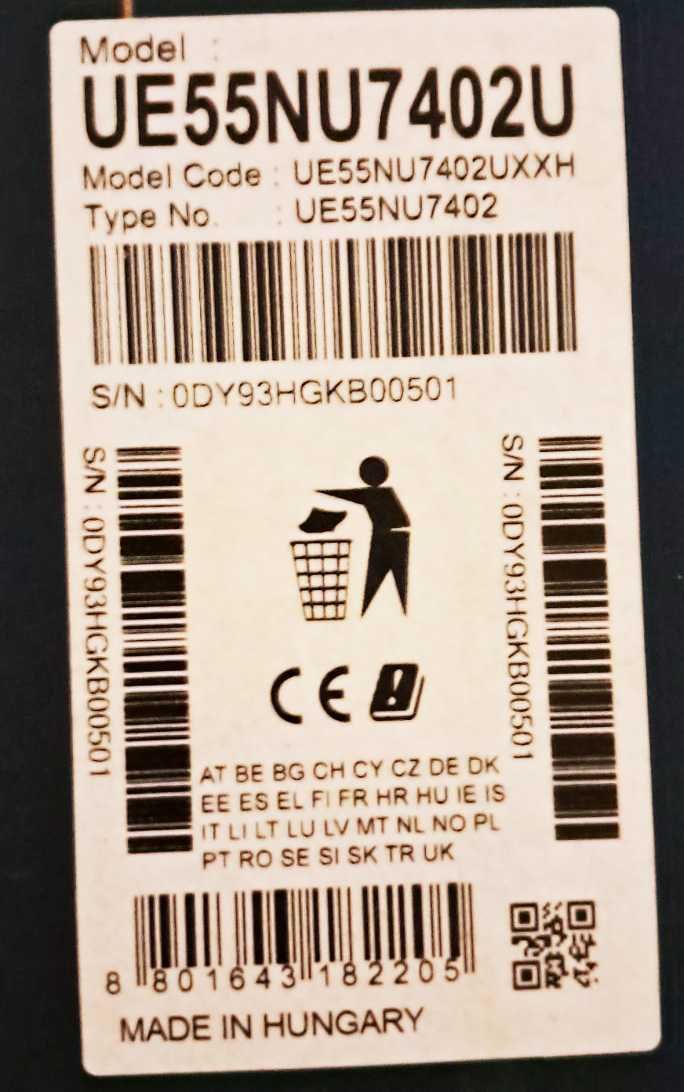 Model :
UE55NU7402U
Model Code : UE55NU7402UXXH
Type No. : UE55NU7402
S/N : 0DY93HGKB00501
S/N : 0DY93HGKB00501
S/N : 0DY93HGKB00501
CE
AT BE BG CH CY CZ DE DK
EE ES EL FI FR HR HU IE IS
IT LI LT LU LV MT NL NO PL
PT RO SE SI SK TR UK
8 801643 182205
MADE IN HUNGARY